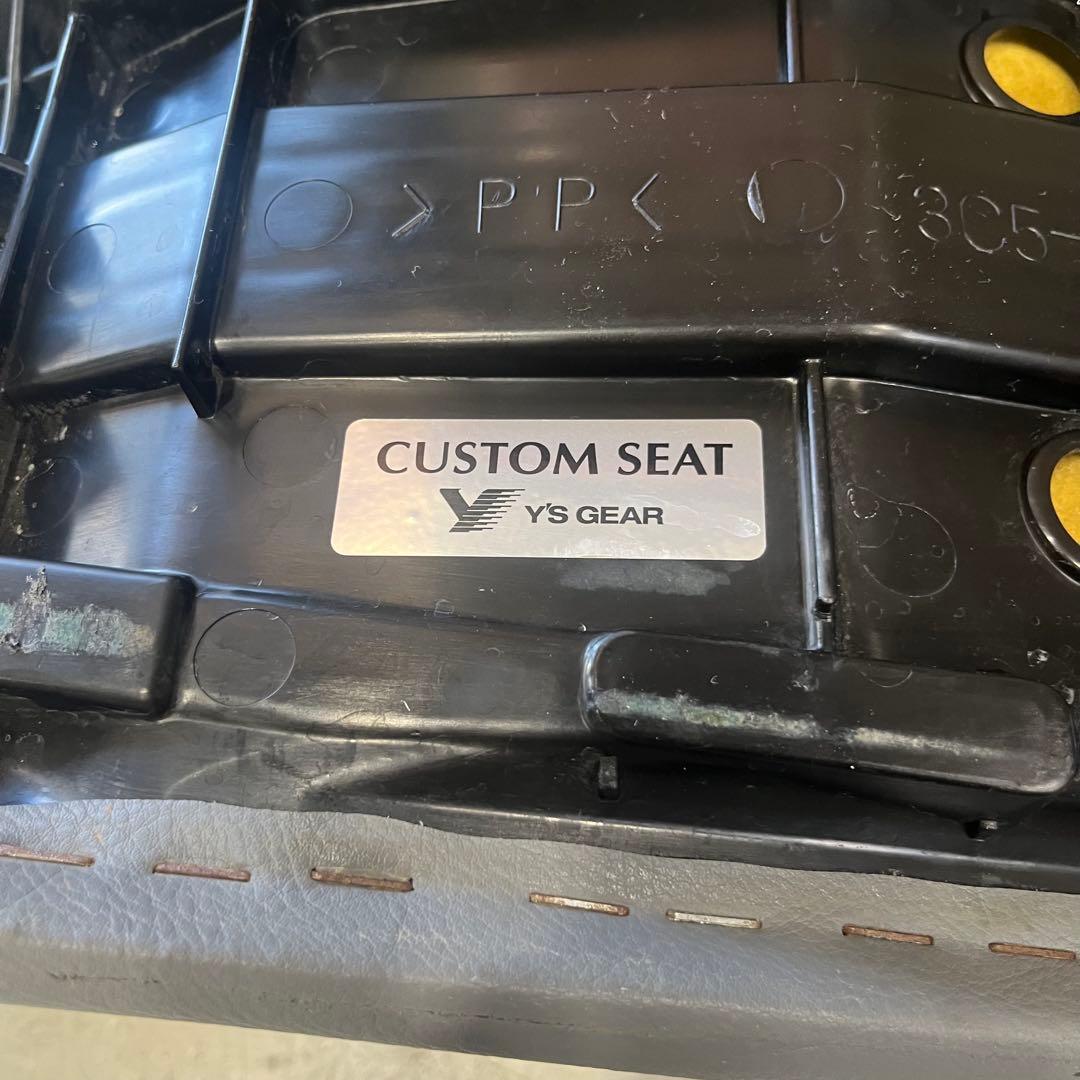 >PP< 3C5-
CUSTOM SEAT
Y'S GEAR